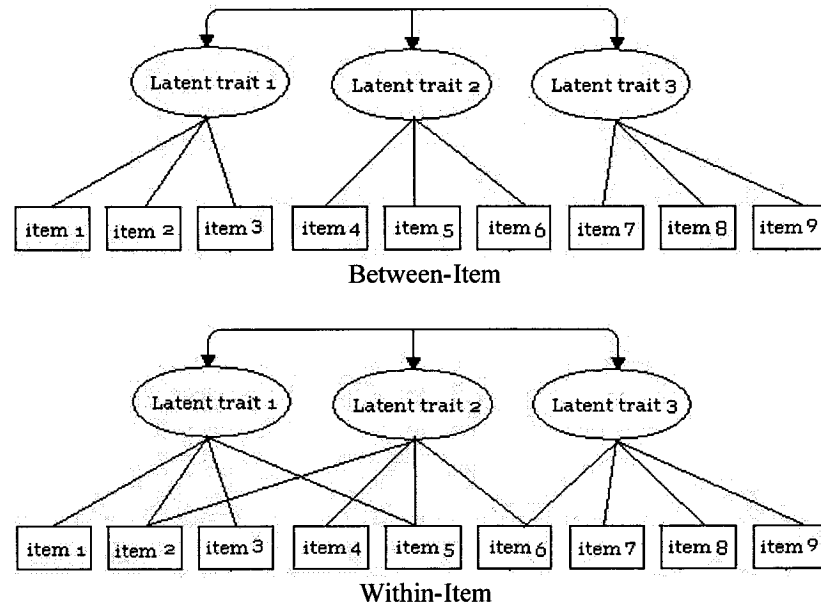 Latent trait 1 Latent trait 2 Latent trait 3
item 1 item 2 item 3 item 4 item 5 item 6 item 7 item 8 item 9
Between-Item
Latent trait 1 Latent trait 2 Latent trait 3
item 1 item 2 item 3 item 4 item 5 item 6 item 7 item 8 item 9
Within-Item